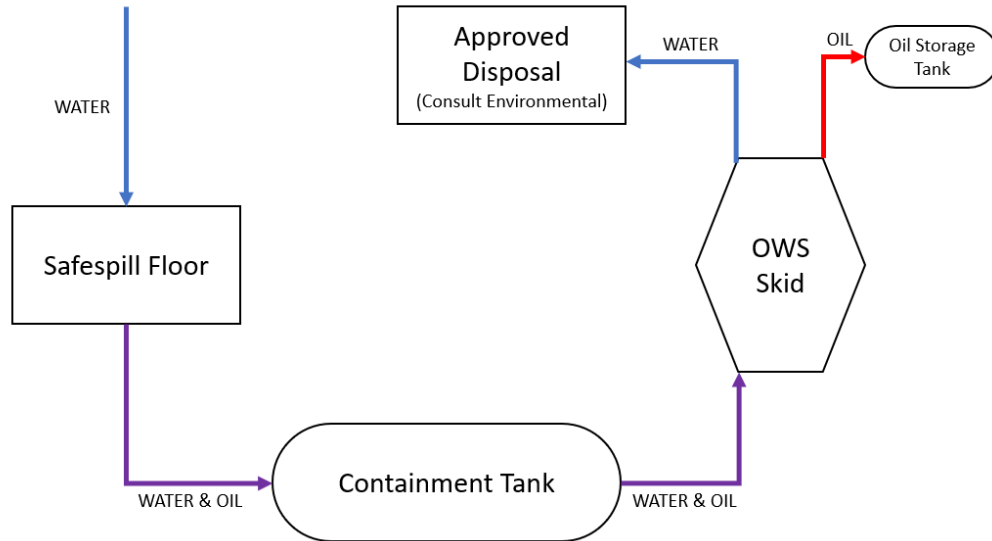 WATER
Safespill Floor
WATER & OIL
Containment Tank
WATER & OIL
OWS
Skid
WATER
Approved
Disposal
(Consult Environmental)
OIL
Oil Storage
Tank